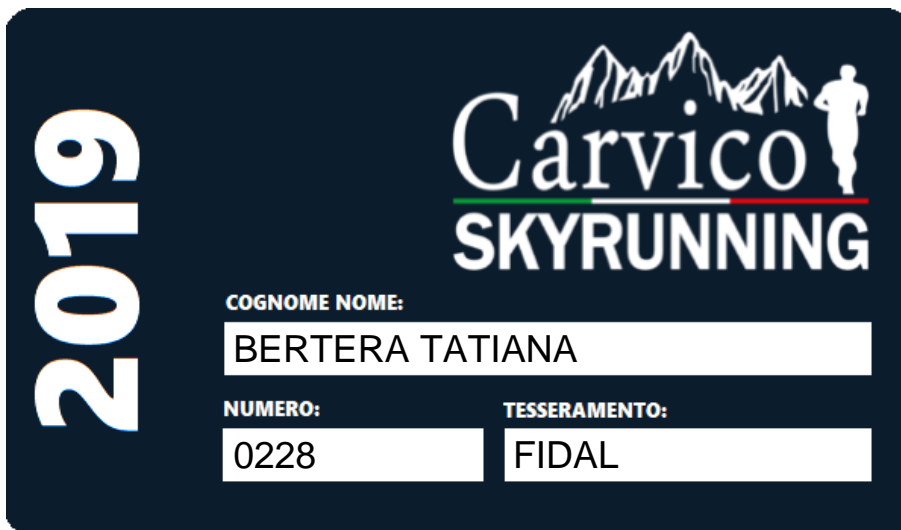 2019
Carvico
SKYRUNNING
COGNOME NOME:
BERTERA TATIANA
NUMERO:
TESSERAMENTO:
0228
FIDAL